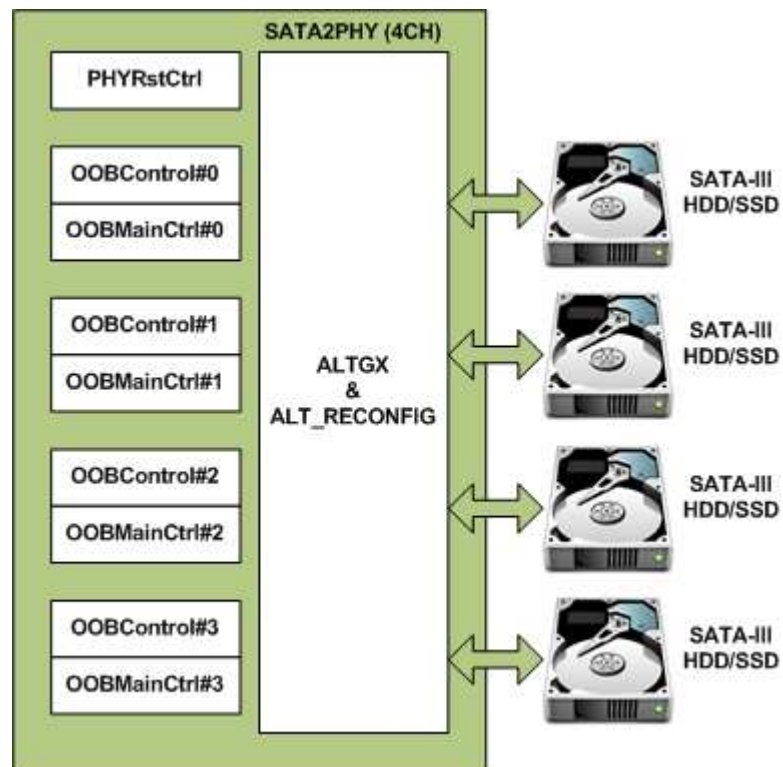 SATA2PHY (4CH)
PHYRstCtrl
OOBControl#0
OOBMainCtrl#0
OOBControl#1
OOBMainCtrl#1
OOBControl#2
OOBMainCtrl#2
OOBControl#3
OOBMainCtrl#3
ALTGX
&
ALT_RECONFIG
SATA-III
HDD/SSD
SATA-III
HDD/SSD
SATA-III
HDD/SSD
SATA-III
HDD/SSD